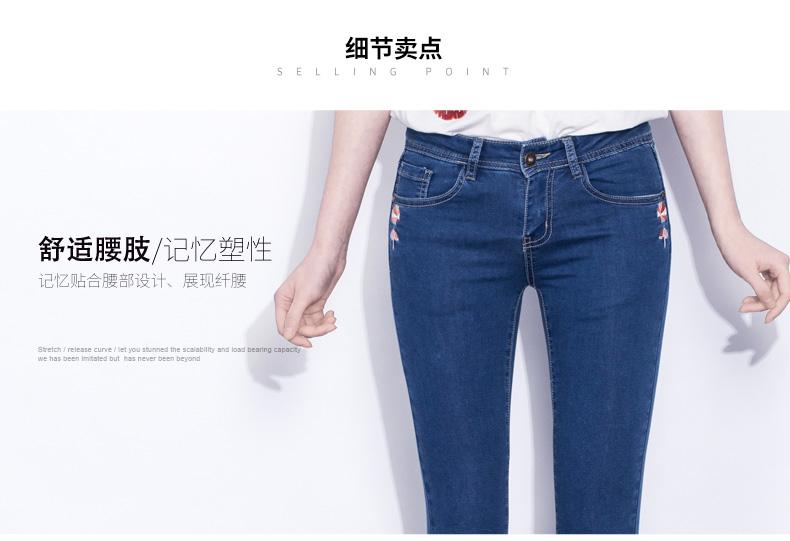 细节卖点
SELLING POINT
舒适腰肢/记忆塑性
记忆贴合腰部设计、展现纤腰
Stretch / release curve / let you stunned the scalability and load bearing capacity
we has been imitated but  has never been beyond